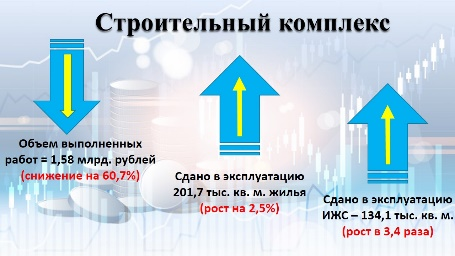 Строительный комплекс
Объем выполненных
работ = 1,58 млрд. рублей
(снижение на 60,7%)
Сдано в эксплуатацию
201,7 тыс. кв. м. жилья
(рост на 2,5%)
Сдано в эксплуатацию
ИЖС – 134,1 тыс. кв. м.
(рост в 3,4 раза)